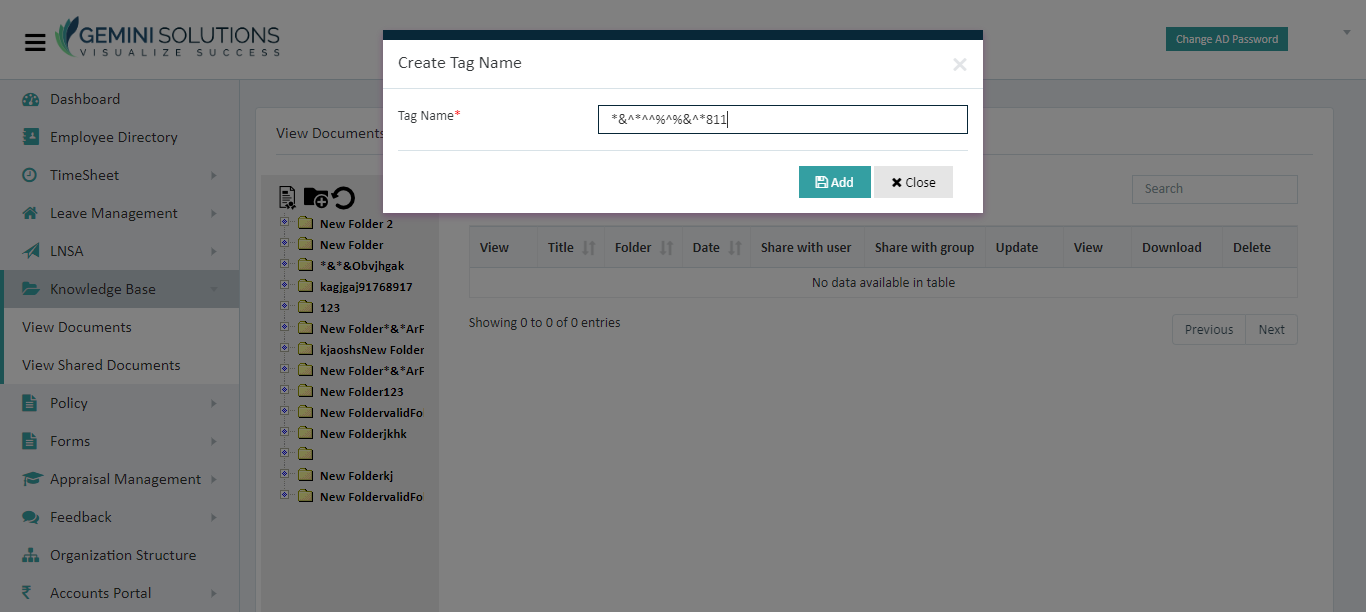 GEMINI SOLUTIONS
VISUALIZE SUCCESS
Change AD Password
Create Tag Name
×
Tag Name*
*&^*^^%^%&^*811
Add
Close
Dashboard
Employee Directory
TimeSheet
Leave Management
LNSA
Knowledge Base
View Documents
View Shared Documents
Policy
Forms
Appraisal Management
Feedback
Organization Structure
Accounts Portal
View Documents
New Folder 2
New Folder
*&*&Obvjhgak
kagjgaj91768917
123
New Folder*&*ArF
kjaoshsNew Folder
New Folder*&*ArF
New Folder123
New FoldervalidFo
New Folderjkhk
New Folderkj
New FoldervalidFo
Search
View Title Folder Date Share with user Share with group Update View Download Delete
No data available in table
Showing 0 to 0 of 0 entries
Previous Next